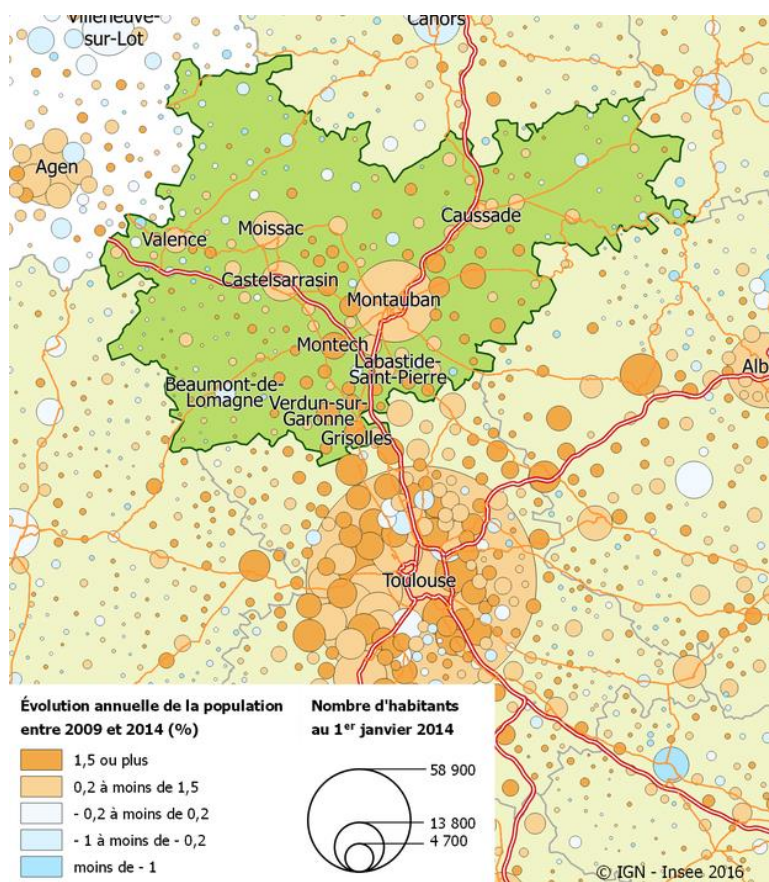 Villeneuve-
sur-Lot
Cahors
Agen
Caussade
Moissac
Valence
Castelsarrasin
Montauban
Montech
Labastide-
Saint-Pierre
Beaumont-de-
Lomagne
Verdun-sur-
Garonne
Grisolles
Alb
Toulouse
Évolution annuelle de la population
entre 2009 et 2014 (%)
1,5 ou plus
0,2 à moins de 1,5
- 0,2 à moins de 0,2
- 1 à moins de - 0,2
moins de - 1
Nombre d'habitants
au 1er janvier 2014
58 900
13 800
4 700
© IGN - Insee 2016